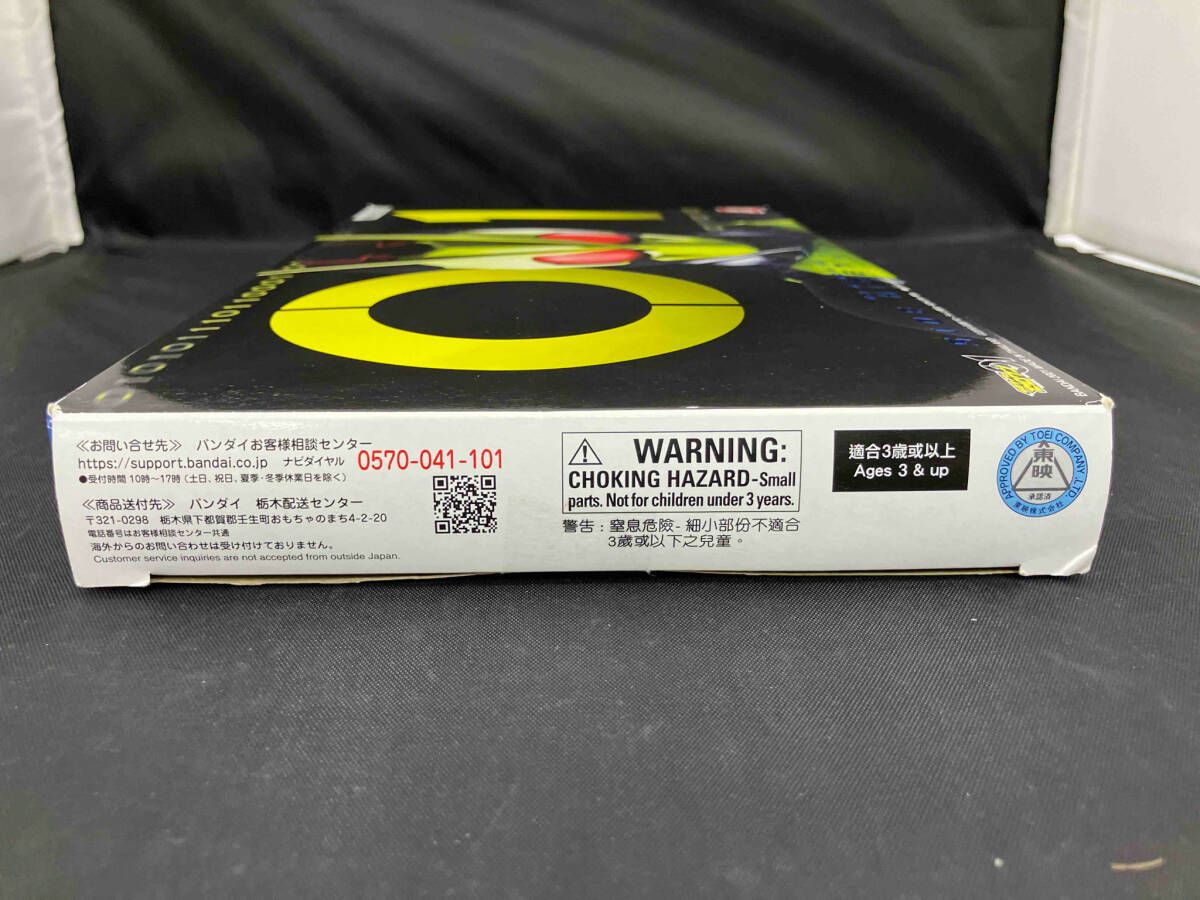 ≪お問い合せ先≫ バンダイお客様相談センター
https://support.bandai.co.jp ナビダイヤル 0570-041-101
●受付時間 10時〜17時(土日、祝日、夏季・冬季休業日を除く)
≪商品送付先≫ バンダイ 栃木配送センター
〒321-0298 栃木県下都賀郡壬生町おもちゃのまち4-2-20
電話番号はお客様相談センター共通
海外からのお問い合わせは受け付けておりません。
Customer service inquiries are not accepted from outside Japan.
WARNING:
CHOKING HAZARD-Small
parts. Not for children under 3 years.
警告：窒息危險- 細小部份不適合
3歲或以下之兒童。
適合3歲或以上
Ages 3 & up
APPROVED BY TOEI COMPANY, LTD.
東映
承認済
東映株式会社